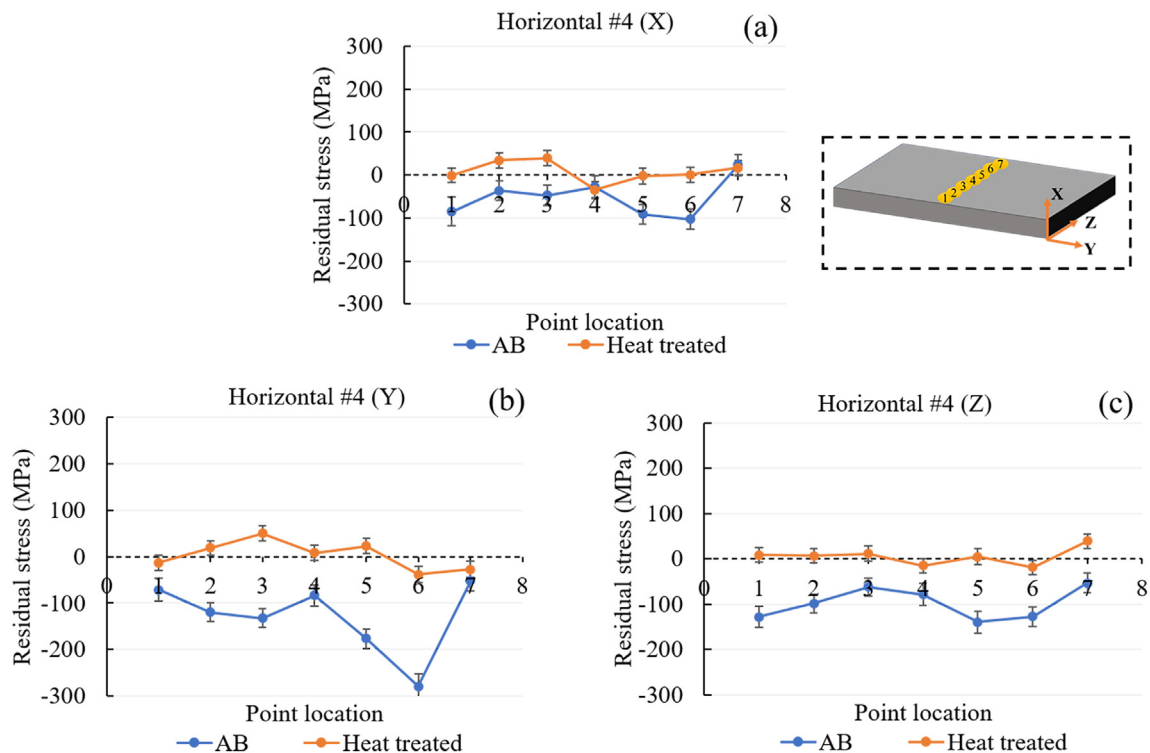 Horizontal #4 (X)
(a)
Residual stress (MPa)
300
200
100
0
-100
-200
-300
0 1 2 3 4 5 6 7 8
Point location
AB Heat treated
1 2 3 4 5 6 7
X
Z
Y
Horizontal #4 (Y)
(b)
Residual stress (MPa)
300
200
100
0
-100
-200
-300
0 1 2 3 4 5 6 7 8
Point location
AB Heat treated
Horizontal #4 (Z)
(c)
Residual stress (MPa)
300
200
100
0
-100
-200
-300
0 1 2 3 4 5 6 7 8
Point location
AB Heat treated